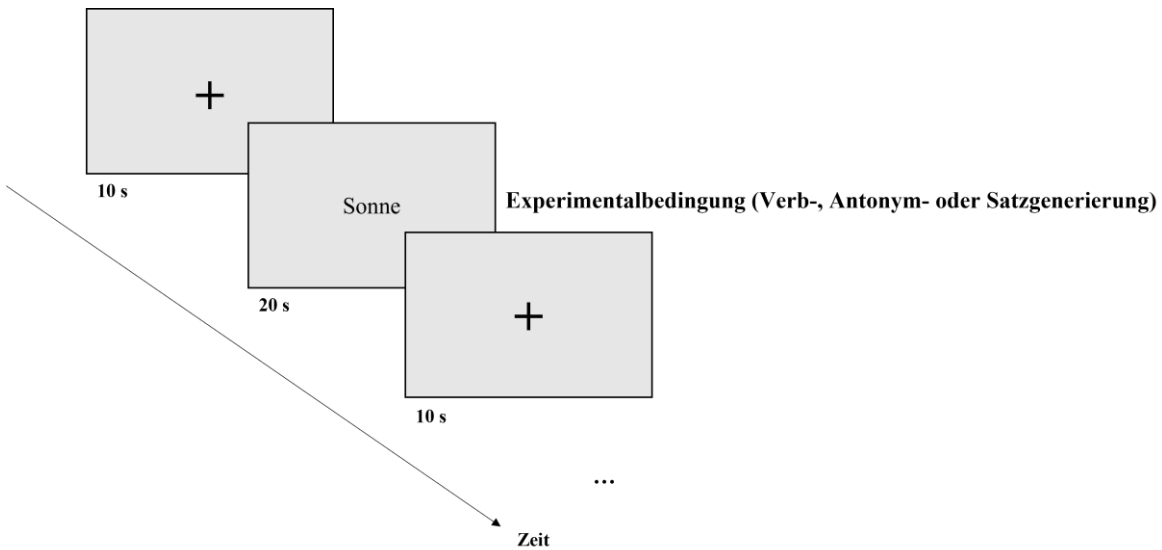 10 s
Sonne
Experimentalbedingung (Verb-, Antonym- oder Satzgenerierung)
20 s
10 s
...
Zeit